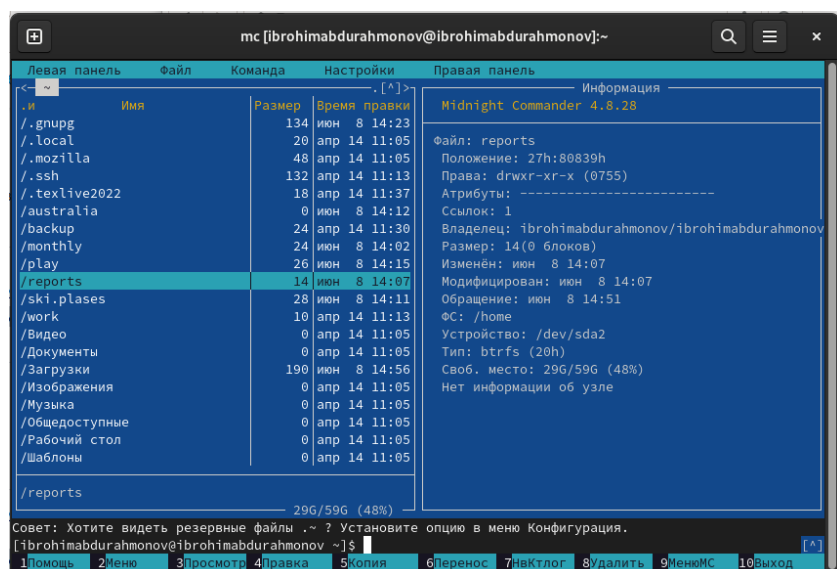 mc [ibrohimabdurahmonov@ibrohimabdurahmonov]:~
Левая панель Файл Команда Настройки Правая панель
<- ~ .[^]>
.и Имя Размер Время правки
/.gnupg 134 июн 8 14:23
/.local 20 апр 14 11:05
/.mozilla 48 апр 14 11:05
/.ssh 132 апр 14 11:13
/.texlive2022 18 апр 14 11:37
/australia 0 июн 8 14:12
/backup 24 апр 14 11:30
/monthly 24 июн 8 14:02
/play 26 июн 8 14:15
/reports 14 июн 8 14:07
/ski.plases 28 июн 8 14:11
/work 10 апр 14 11:13
/Видео 0 апр 14 11:05
/Документы 0 апр 14 11:05
/Загрузки 190 июн 8 14:56
/Изображения 0 апр 14 11:05
/Музыка 0 апр 14 11:05
/Общедоступные 0 апр 14 11:05
/Рабочий стол 0 апр 14 11:05
/Шаблоны 0 апр 14 11:05
/reports
29G/59G (48%)
Информация
Midnight Commander 4.8.28
Файл: reports
Положение: 27h:80839h
Права: drwxr-xr-x (0755)
Атрибуты: -------------------------
Ссылок: 1
Владелец: ibrohimabdurahmonov/ibrohimabdurahmonov
Размер: 14(0 блоков)
Изменён: июн 8 14:07
Модифицирован: июн 8 14:07
Обращение: июн 8 14:51
ФС: /home
Устройство: /dev/sda2
Тип: btrfs (20h)
Своб. место: 29G/59G (48%)
Нет информации об узле
Совет: Хотите видеть резервные файлы .~ ? Установите опцию в меню Конфигурация.
[ibrohimabdurahmonov@ibrohimabdurahmonov ~]$ [^]
1Помощь 2Меню 3Просмотр 4Правка 5Копия 6Перенос 7НвКтлог 8Удалить 9МенюМС 10Выход